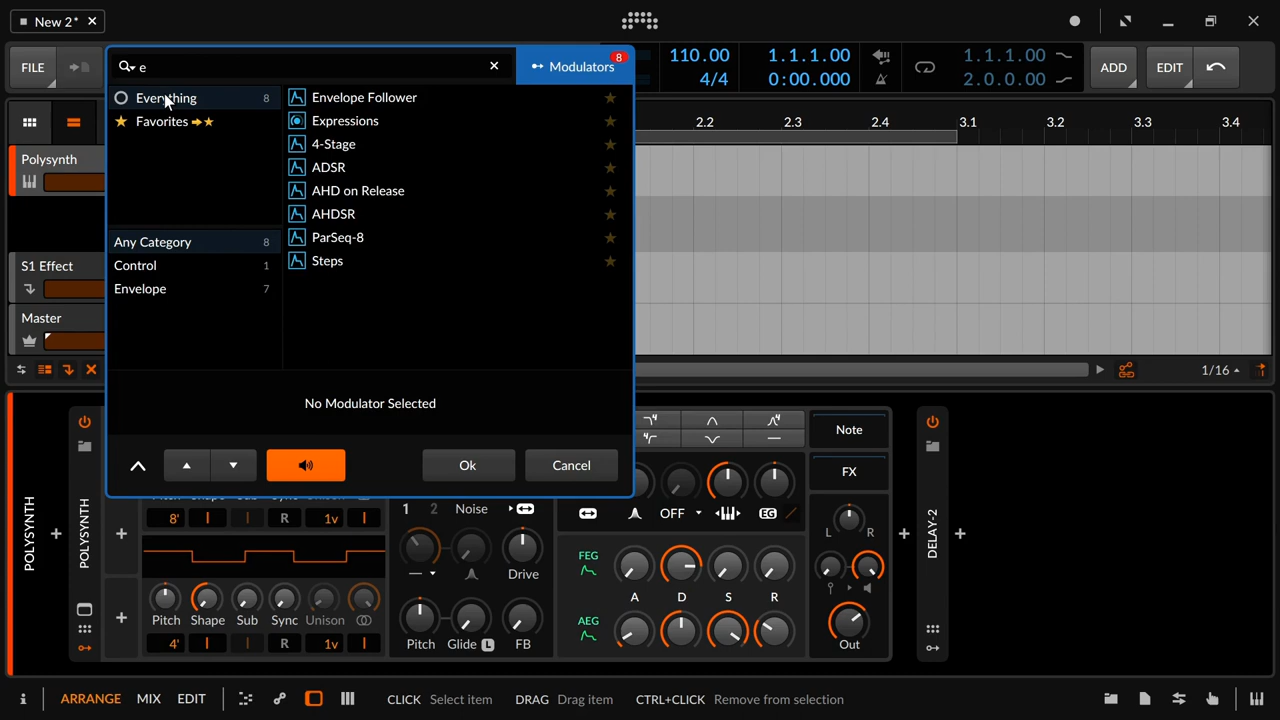 New 2*
FILE
e
Modulators
8
110.00
4/4
1.1.1.00
0:00.000
1.1.1.00
2.0.0.00
ADD
EDIT
Everything 8
Favorites
Any Category 8
Control 1
Envelope 7
Envelope Follower
Expressions
4-Stage
ADSR
AHD on Release
AHDSR
ParSeq-8
Steps
No Modulator Selected
Ok
Cancel
2.2 2.3 2.4 3.1 3.2 3.3 3.4
Polysynth
S1 Effect
Master
1/16
POLYSYNTH
POLYSYNTH
8' R 1v
Pitch Shape Sub Sync Unison
4' R 1v
1 2 Noise
Drive
Pitch Glide L FB
OFF
EG
FEG
A D S R
AEG
Note
FX
L R
Out
DELAY-2
ARRANGE MIX EDIT
CLICK Select item DRAG Drag item CTRL+CLICK Remove from selection